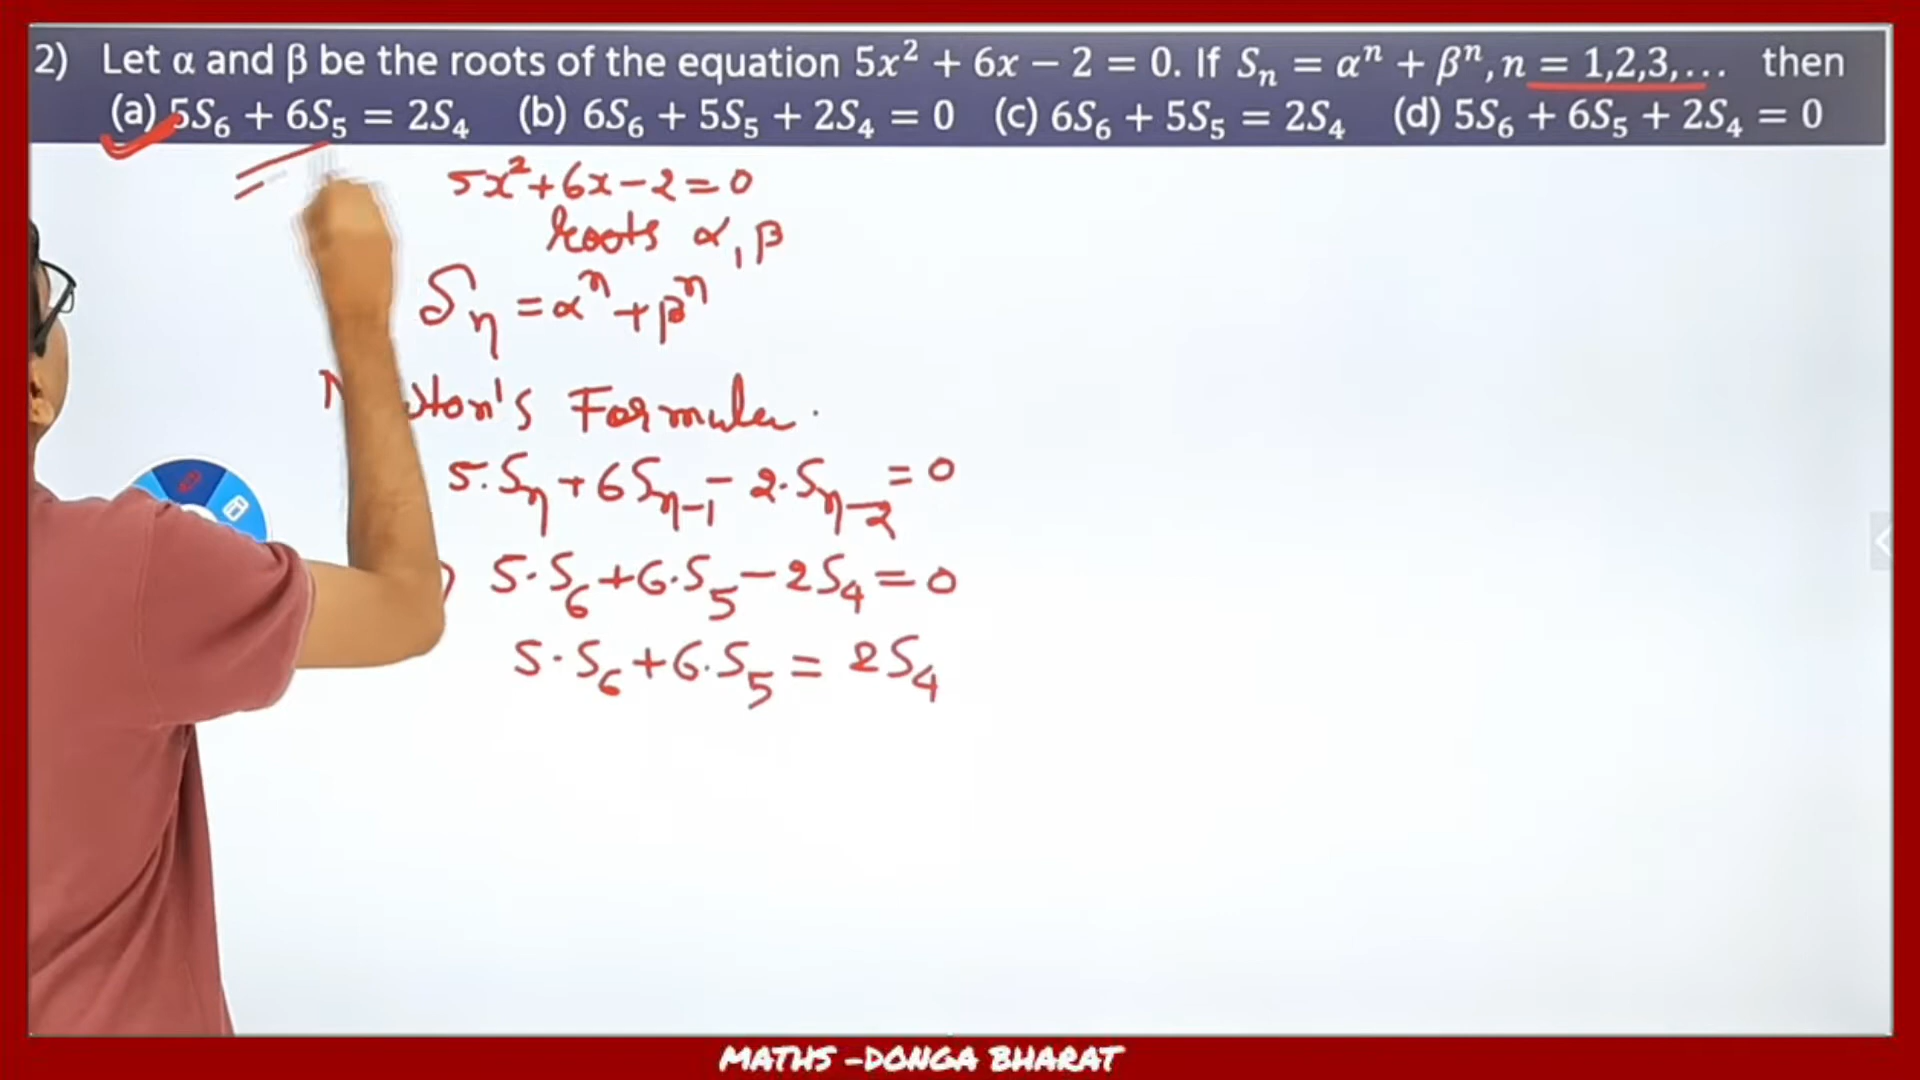 2) Let α and β be the roots of the equation 5x² + 6x − 2 = 0. If Sₙ = αⁿ + βⁿ, n = 1,2,3,… then
(a) 5S₆ + 6S₅ = 2S₄ (b) 6S₆ + 5S₅ + 2S₄ = 0 (c) 6S₆ + 5S₅ = 2S₄ (d) 5S₆ + 6S₅ + 2S₄ = 0
5x²+6x−2=0
Roots α, β
Sₙ = αⁿ+βⁿ
Formula.
5·Sₙ + 6Sₙ₋₁ − 2·Sₙ₋₂ = 0
5·S₆+6·S₅−2S₄=0
5·S₆+6·S₅ = 2S₄
MATHS -DONGA BHARAT